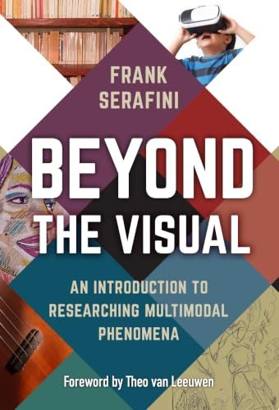 FRANK
SERAFINI
BEYOND
THE VISUAL
AN INTRODUCTION TO
RESEARCHING MULTIMODAL
PHENOMENA
Foreword by Theo van Leeuwen